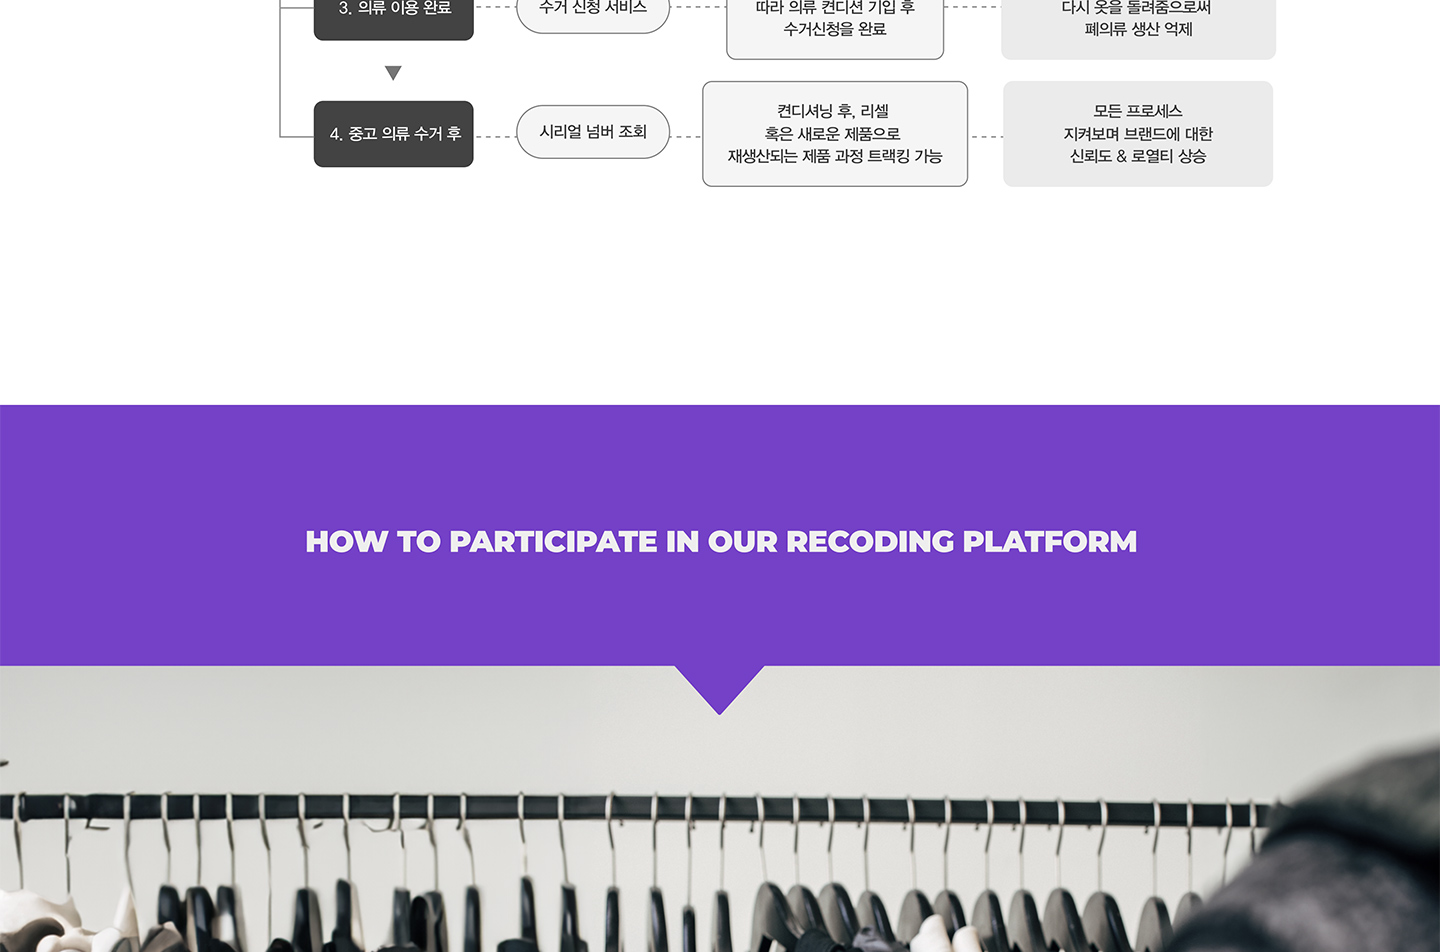 3. 의류 이용 완료
수거 신청 서비스
따라 의류 컨디션 기입 후
수거신청을 완료
다시 옷을 돌려줌으로써
폐의류 생산 억제
4. 중고 의류 수거 후
시리얼 넘버 조회
컨디셔닝 후, 리셀
혹은 새로운 제품으로
재생산되는 제품 과정 트랙킹 가능
모든 프로세스
지켜보며 브랜드에 대한
신뢰도 & 로열티 상승
HOW TO PARTICIPATE IN OUR RECODING PLATFORM